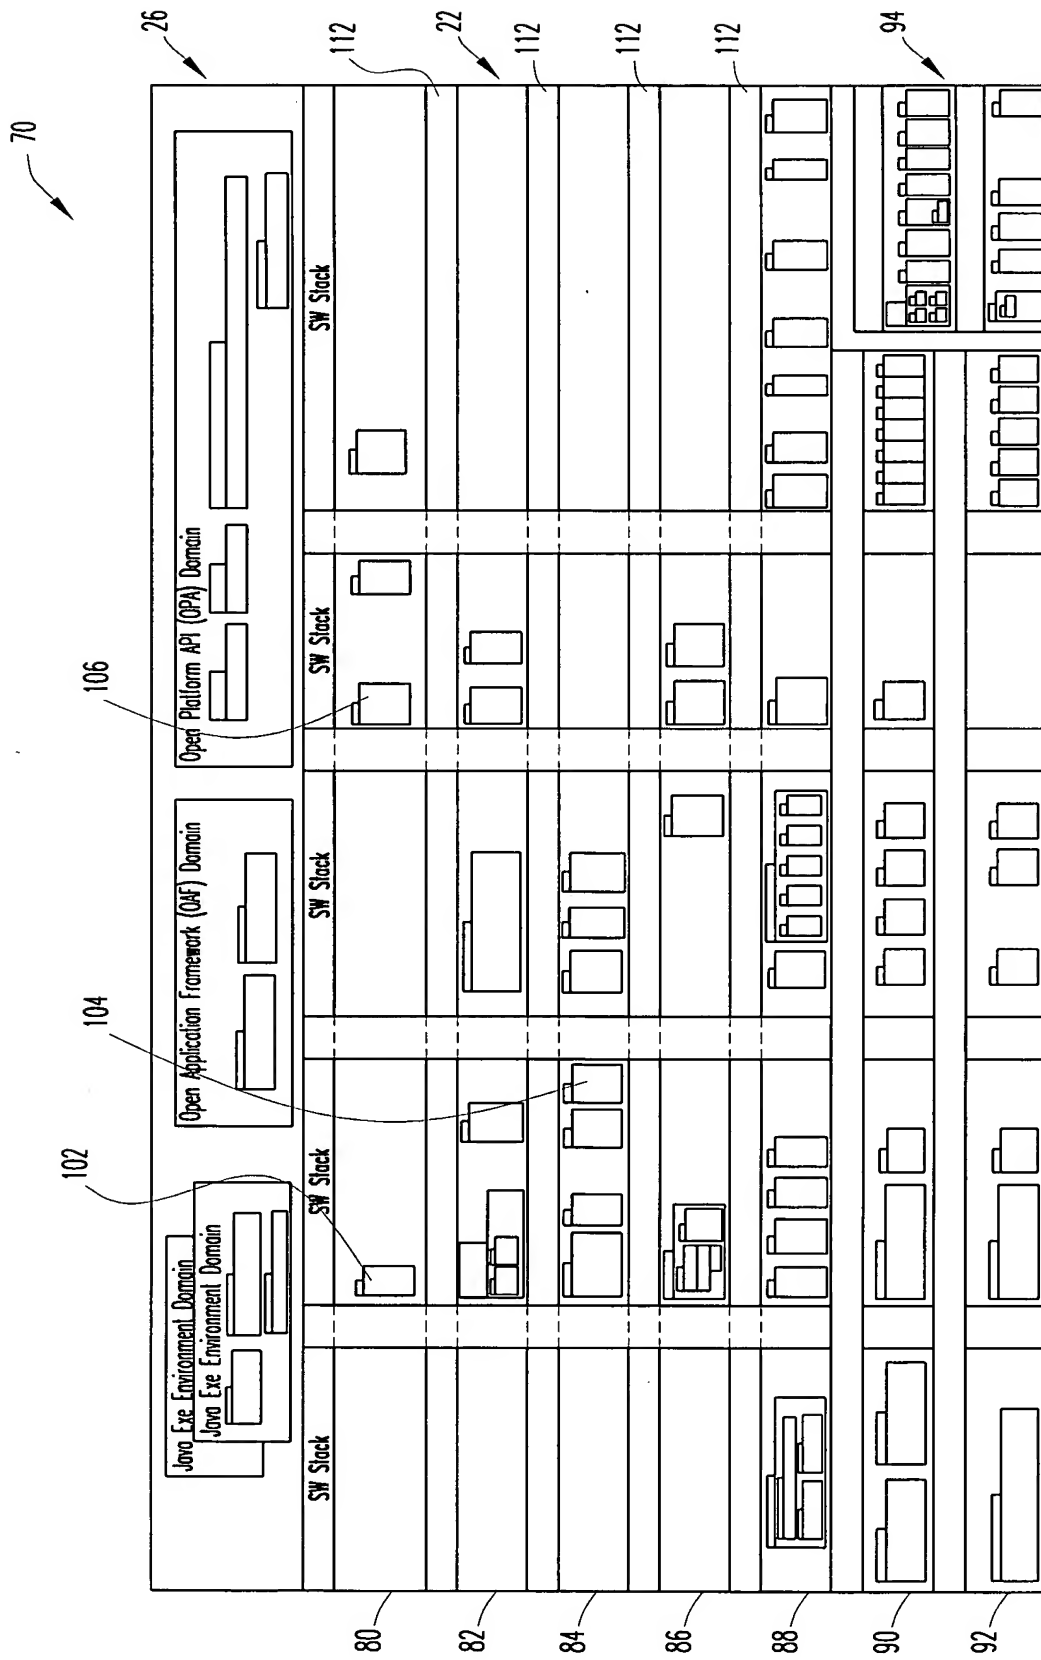 70
26
112
22
112
112
112
94
Java Exe Environment Domain
Java Exe Environment Domain
Open Application Framework (OAF) Domain
Open Platform API (OPA) Domain
SW Stack
SW Stack
SW Stack
SW Stack
SW Stack
102
104
106
80
82
84
86
88
90
92